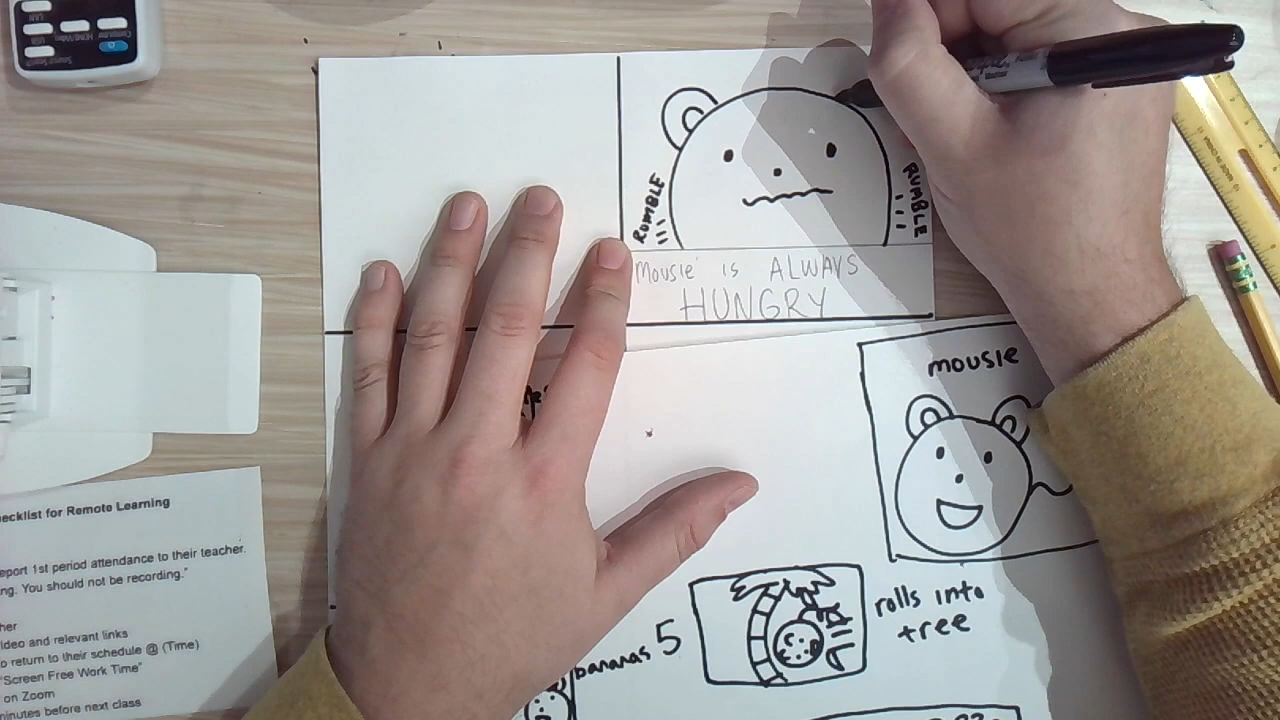 RUMBLE
RUMBLE
Mousie is ALWAYS
HUNGRY
mousie
rolls into
tree
bananas 5
ecklist for Remote Learning
eport 1st period attendance to their teacher.
ng. You should not be recording."
her
ideo and relevant links
o return to their schedule @ (Time)
"Screen Free Work Time"
on Zoom
minutes before next class